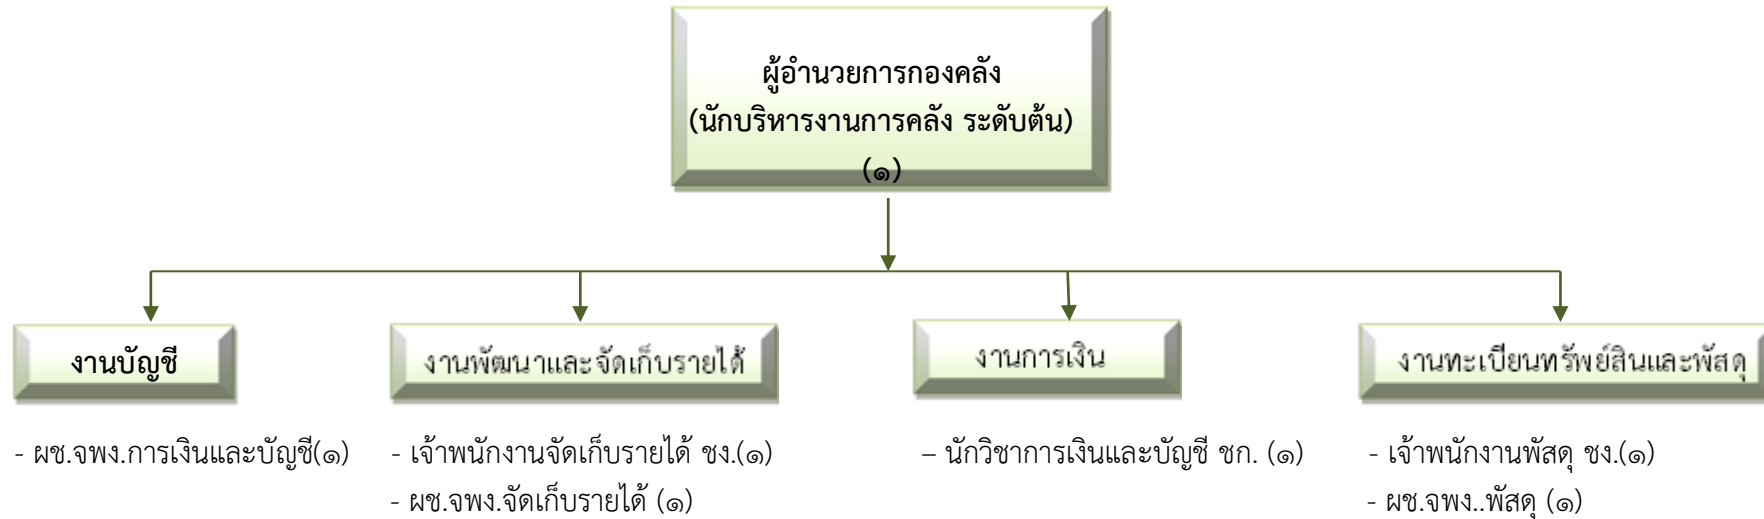 ผู้อำนวยการกองคลัง
(นักบริหารงานการคลัง ระดับต้น)
(๑)
งานบัญชี
งานพัฒนาและจัดเก็บรายได้
งานการเงิน
งานทะเบียนทรัพย์สินและพัสดุ
- ผช.จพง.การเงินและบัญชี(๑)
- เจ้าพนักงานจัดเก็บรายได้ ชง.(๑)
- ผช.จพง.จัดเก็บรายได้ (๑)
– นักวิชาการเงินและบัญชี ชก. (๑)
- เจ้าพนักงานพัสดุ ชง.(๑)
- ผช.จพง..พัสดุ (๑)